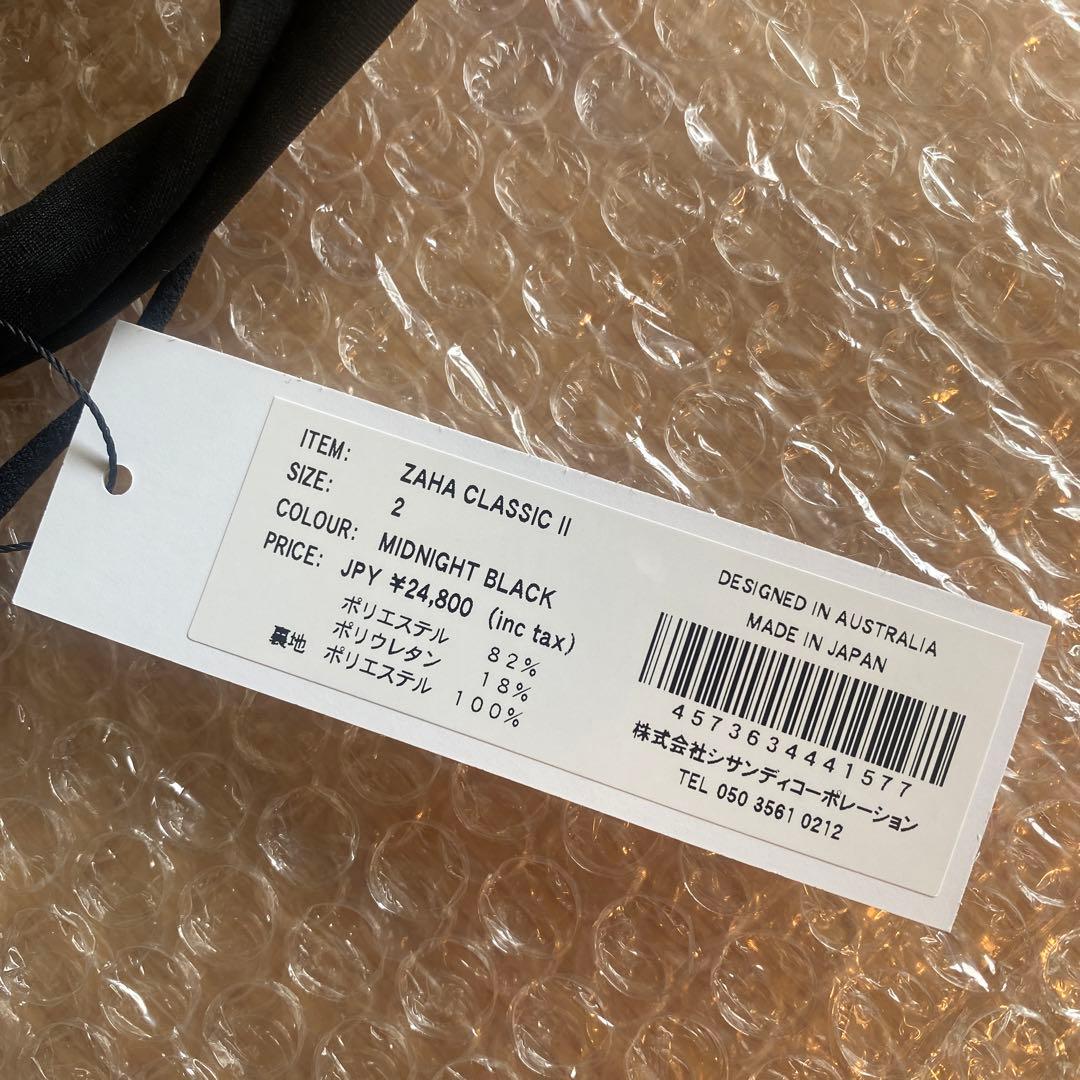 ITEM: ZAHA CLASSIC II
SIZE: 2
COLOUR: MIDNIGHT BLACK
PRICE: JPY ¥24,800 (inc tax)
ポリエステル 82%
ポリウレタン 18%
裏地 ポリエステル 100%
DESIGNED IN AUSTRALIA
MADE IN JAPAN
4573634441577
株式会社シサンディコーポレーション
TEL 050 3561 0212